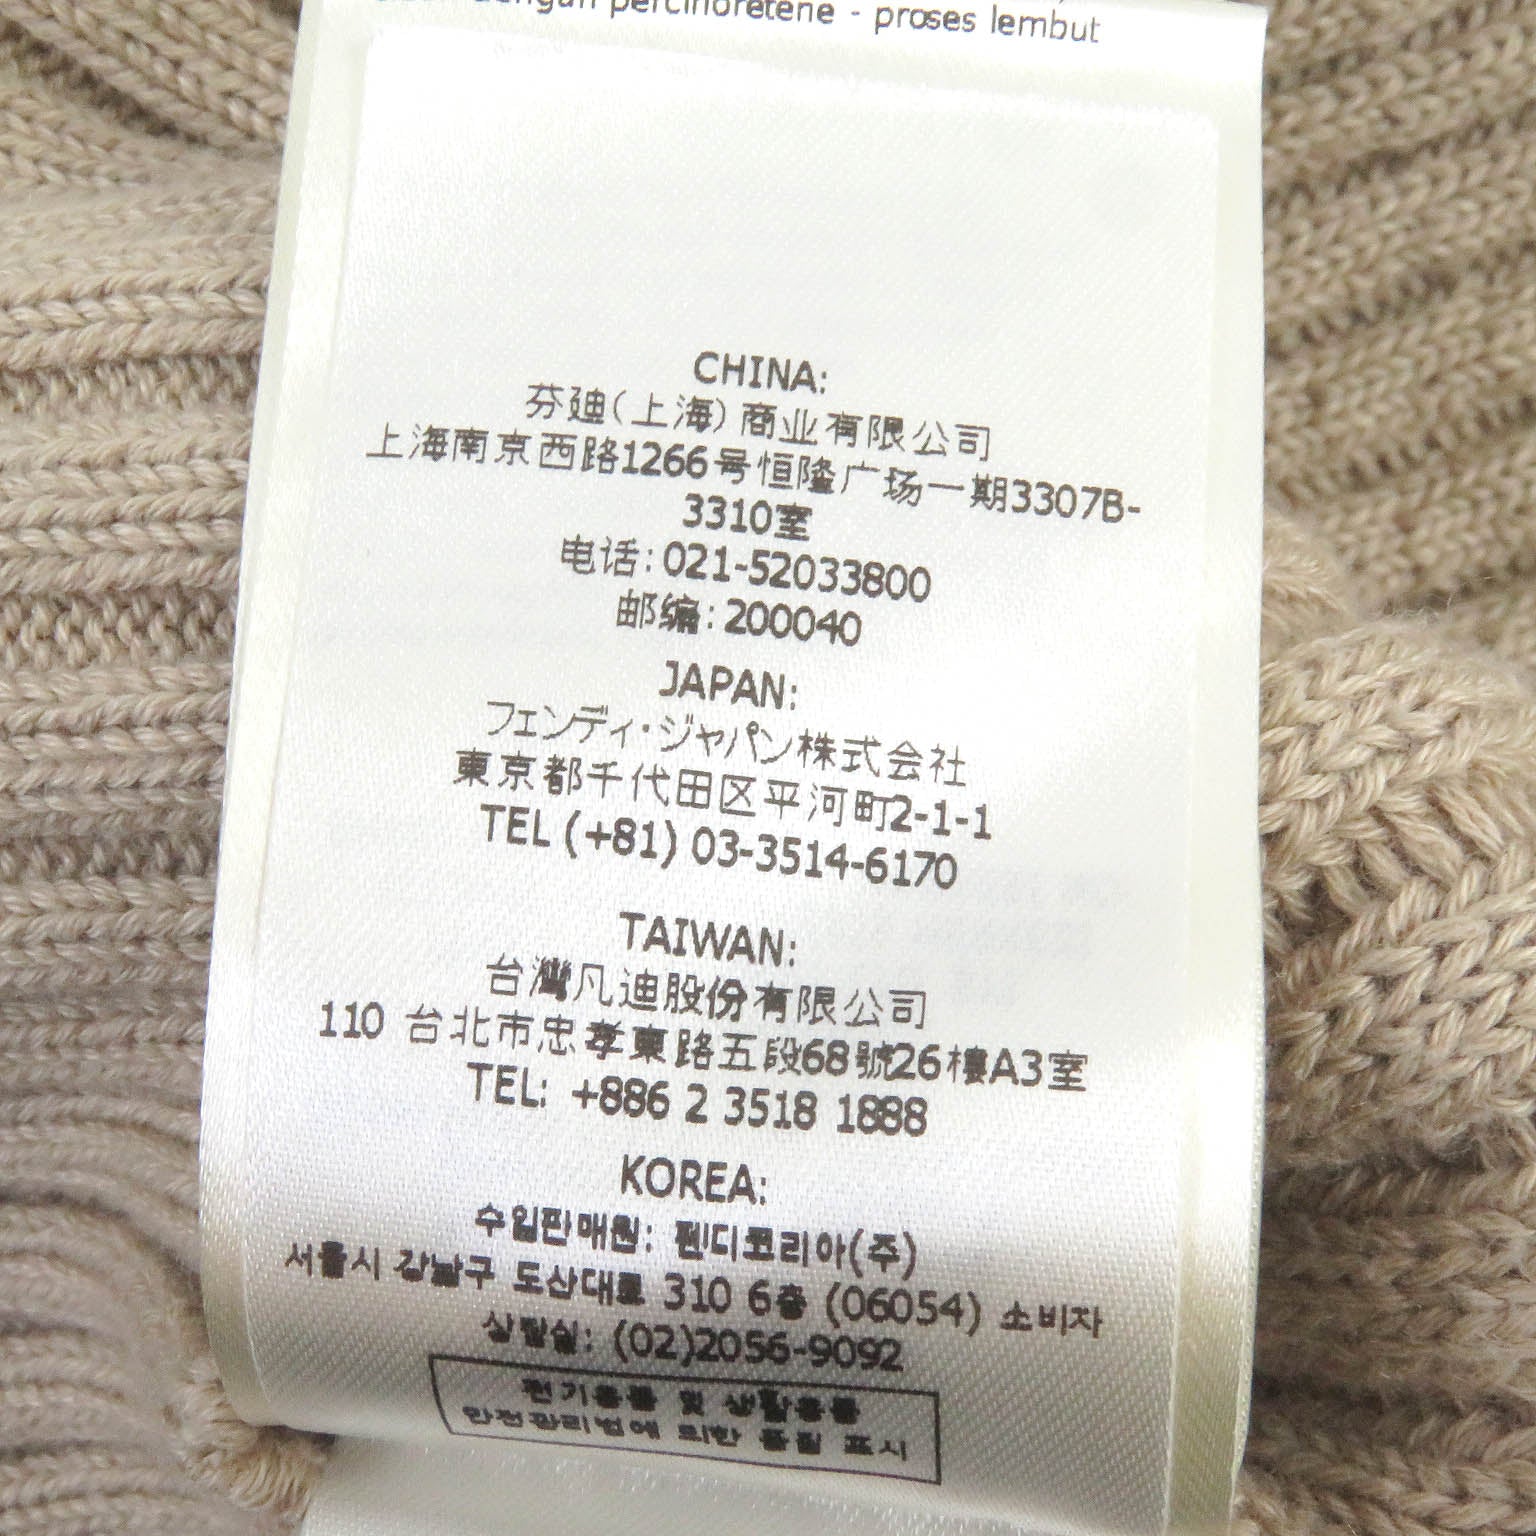 dengan percihoretene - proses lembut
CHINA:
芬迪(上海)商业有限公司
上海南京西路1266号恒隆广场一期3307B-
3310室
电话:021-52033800
邮编:200040
JAPAN:
フェンディ・ジャパン株式会社
東京都千代田区平河町2-1-1
TEL (+81) 03-3514-6170
TAIWAN:
台灣凡迪股份有限公司
110 台北市忠孝東路五段68號26樓A3室
TEL: +886 2 3518 1888
KOREA:
수입판매원: 펜디코리아(주)
서울시 강남구 도산대로 310 6층 (06054) 소비자
상담실: (02)2056-9092
전기용품 및 생활용품
안전관리법에 의한 품질 표시